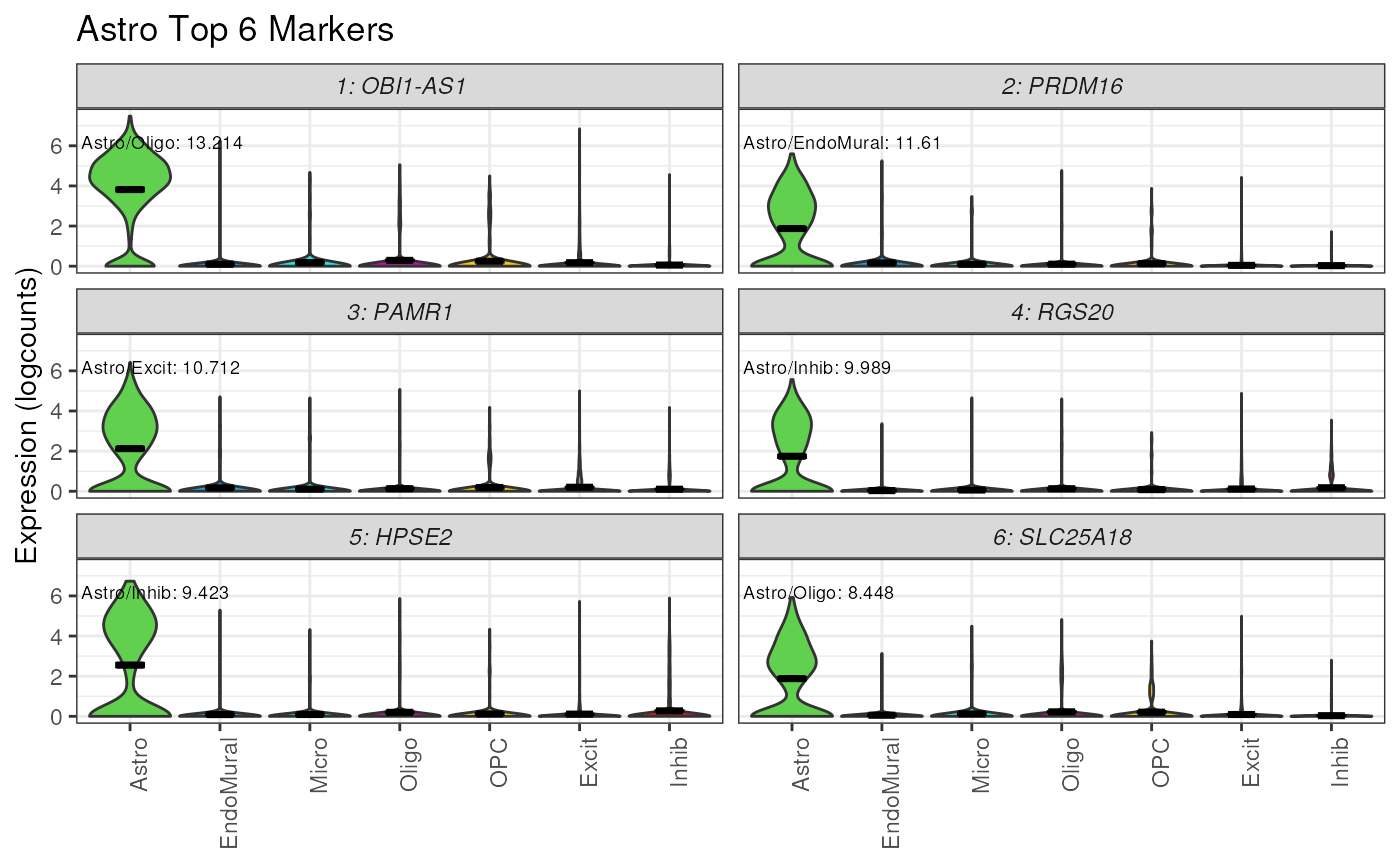 Astro Top 6 Markers
1: OBI1-AS1
2: PRDM16
Astro/Oligo: 13.214
Astro/EndoMural: 11.61
6
4
2
0
3: PAMR1
4: RGS20
Astro/Excit: 10.712
Astro/Inhib: 9.989
6
4
2
0
5: HPSE2
6: SLC25A18
Astro/Inhib: 9.423
Astro/Oligo: 8.448
6
4
2
0
Expression (logcounts)
Astro
EndoMural
Micro
Oligo
OPC
Excit
Inhib
Astro
EndoMural
Micro
Oligo
OPC
Excit
Inhib